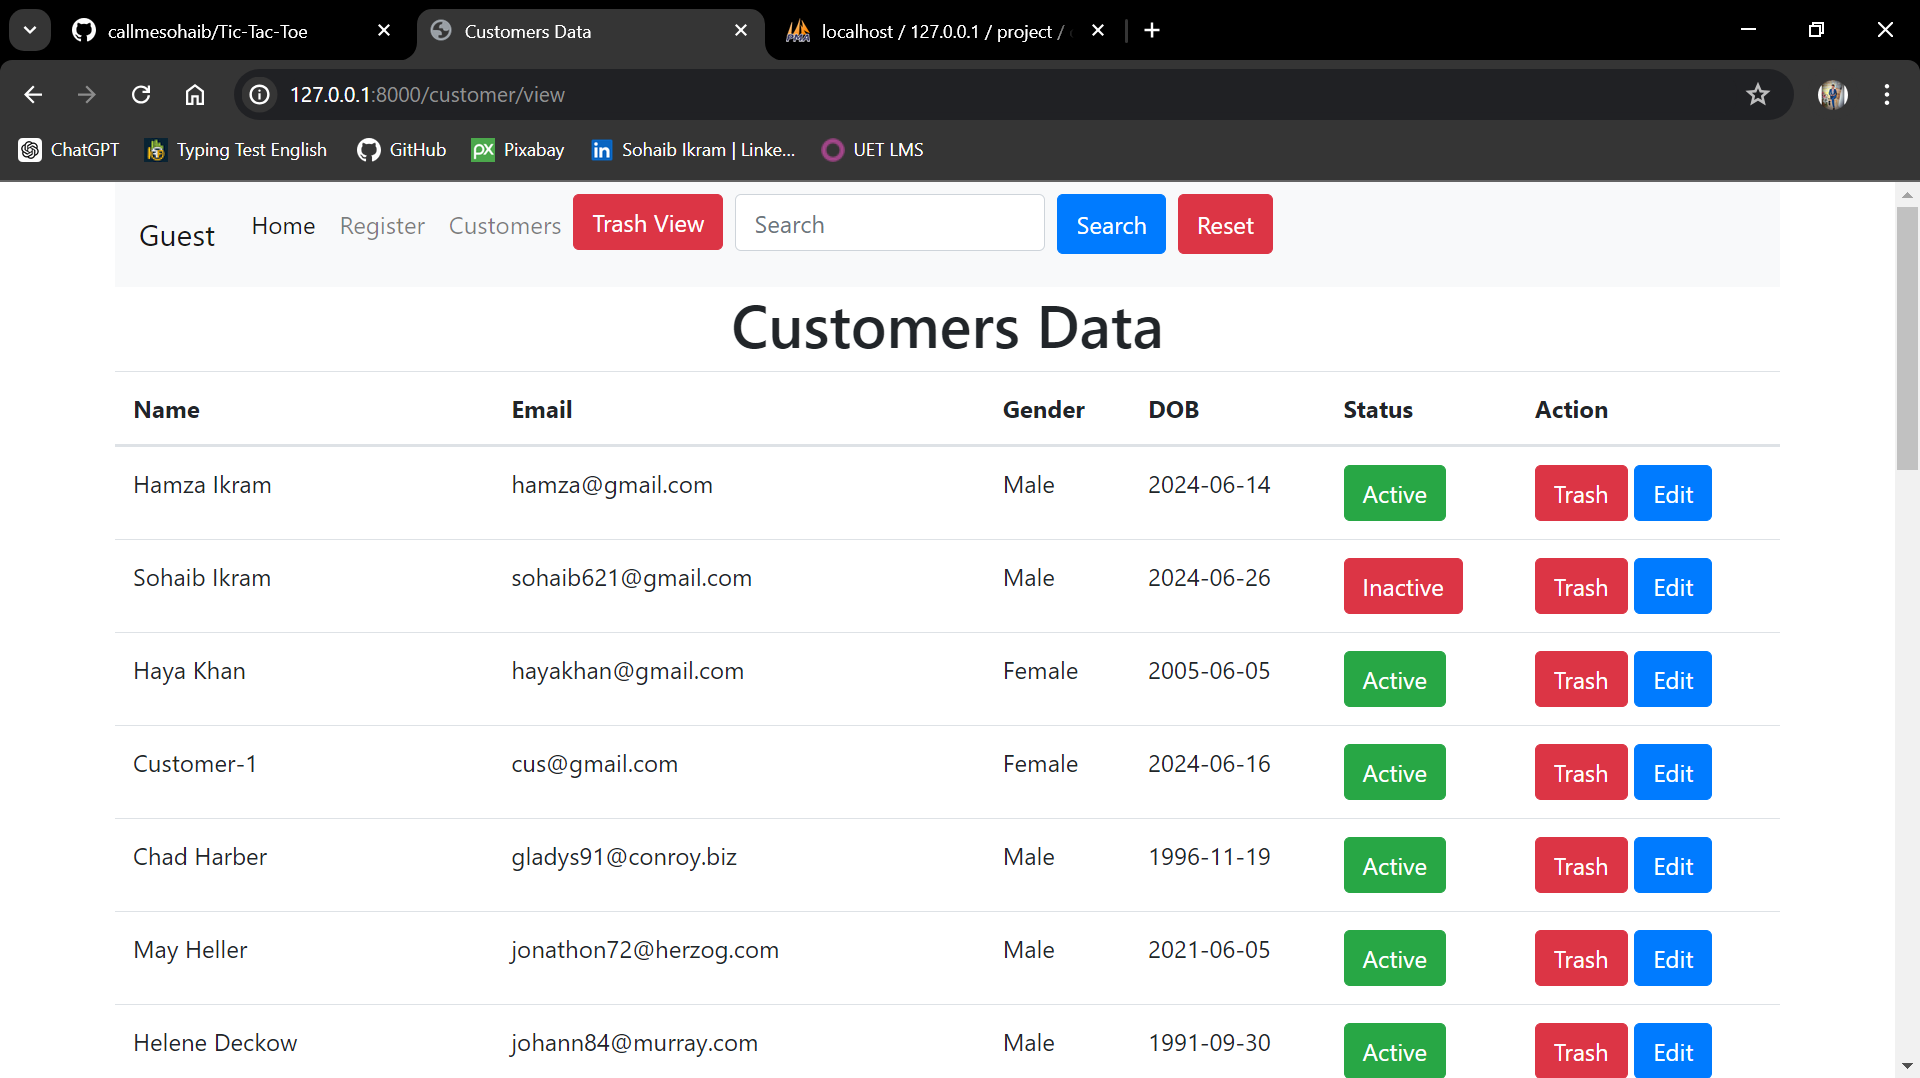 callmesohaib/Tic-Tac-Toe Customers Data localhost / 127.0.0.1 / project /
127.0.0.1:8000/customer/view
ChatGPT Typing Test English GitHub Pixabay Sohaib Ikram | Linke... UET LMS
Guest Home Register Customers Trash View Search Search Reset
Customers Data
Name Email Gender DOB Status Action
Hamza Ikram hamza@gmail.com Male 2024-06-14 Active Trash Edit
Sohaib Ikram sohaib621@gmail.com Male 2024-06-26 Inactive Trash Edit
Haya Khan hayakhan@gmail.com Female 2005-06-05 Active Trash Edit
Customer-1 cus@gmail.com Female 2024-06-16 Active Trash Edit
Chad Harber gladys91@conroy.biz Male 1996-11-19 Active Trash Edit
May Heller jonathon72@herzog.com Male 2021-06-05 Active Trash Edit
Helene Deckow johann84@murray.com Male 1991-09-30 Active Trash Edit